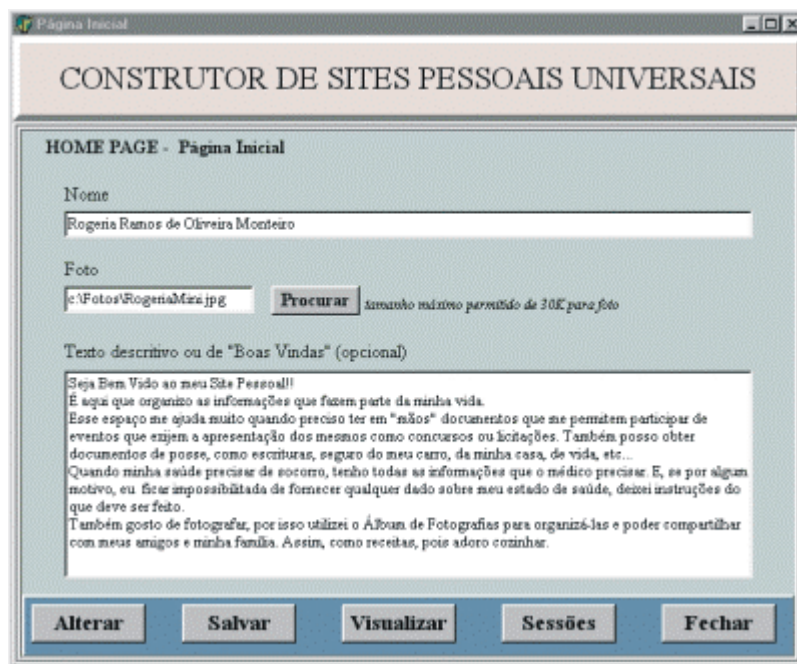 Página Inicial
CONSTRUTOR DE SITES PESSOAIS UNIVERSAIS
HOME PAGE - Página Inicial
Nome
Rogeria Ramos de Oliveira Monteiro
Foto
c:\Fotos\RogeriaMini.jpg Procurar tamanho máximo permitido de 30K para foto
Texto descritivo ou de "Boas Vindas" (opcional)
Seja Bem Vido ao meu Site Pessoal!!
É aqui que organizo as informações que fazem parte da minha vida.
Esse espaço me ajuda muito quando preciso ter em "mãos" documentos que me permitem participar de
eventos que exijem a apresentação dos mesmos como concursos ou licitações. Também posso obter
documentos de posse, como escrituras, seguro do meu carro, da minha casa, de vida, etc...
Quando minha saúde precisar de socorro, tenho todas as informações que o médico precisar. E, se por algum
motivo, eu ficar impossibilitada de fornecer qualquer dado sobre meu estado de saúde, deixei instruções do
que deve ser feito.
Também gosto de fotografar, por isso utilizei o Álbum de Fotografias para organizá-las e poder compartilhar
com meus amigos e minha família. Assim, como receitas, pois adoro cozinhar.
Alterar Salvar Visualizar Sessões Fechar